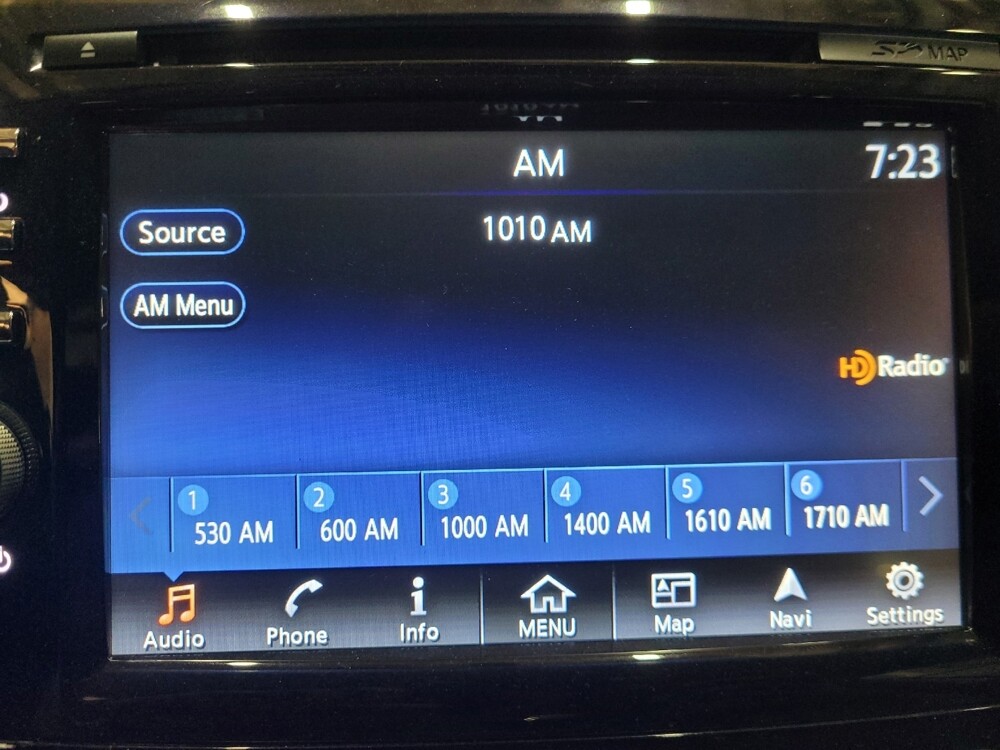 MAP
AM
7:23
Source
1010 AM
AM Menu
HD Radio
1
530 AM
2
600 AM
3
1000 AM
4
1400 AM
5
1610 AM
6
1710 AM
Audio
Phone
Info
MENU
Map
Navi
Settings